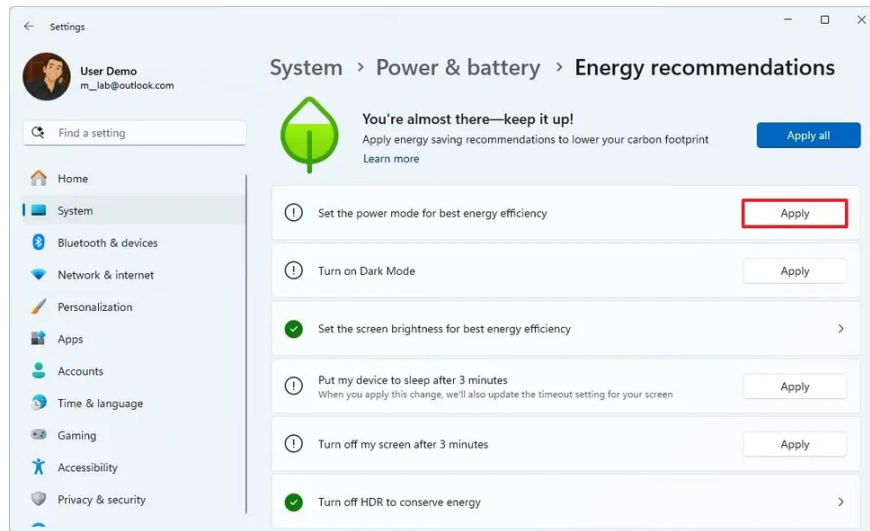 Settings
User Demo
m_lab@outlook.com
Find a setting
Home
System
Bluetooth & devices
Network & internet
Personalization
Apps
Accounts
Time & language
Gaming
Accessibility
Privacy & security
System > Power & battery > Energy recommendations
You're almost there—keep it up!
Apply energy saving recommendations to lower your carbon footprint
Learn more
Apply all
Set the power mode for best energy efficiency
Apply
Turn on Dark Mode
Apply
Set the screen brightness for best energy efficiency
Put my device to sleep after 3 minutes
When you apply this change, we'll also update the timeout setting for your screen
Apply
Turn off my screen after 3 minutes
Apply
Turn off HDR to conserve energy